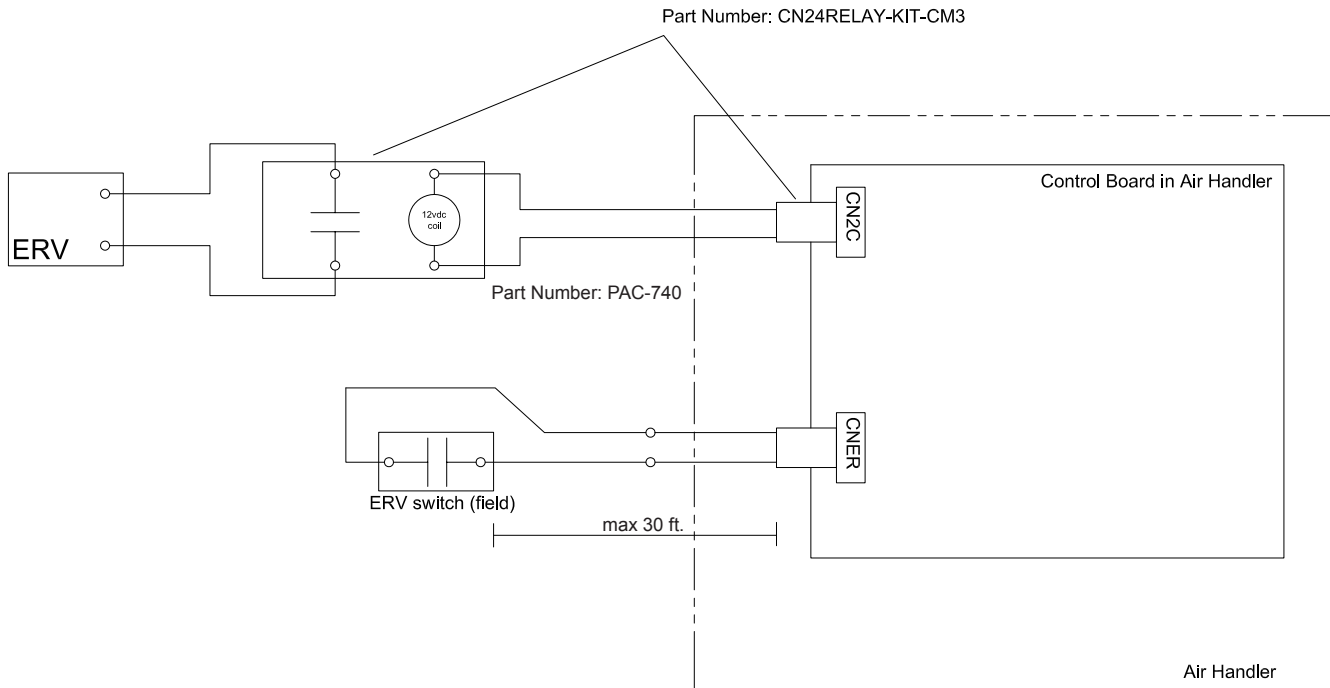 Part Number: CN24RELAY-KIT-CM3
Control Board in Air Handler
CN2C
12vdc
coil
ERV
Part Number: PAC-740
CNER
ERV switch (field)
max 30 ft.
Air Handler